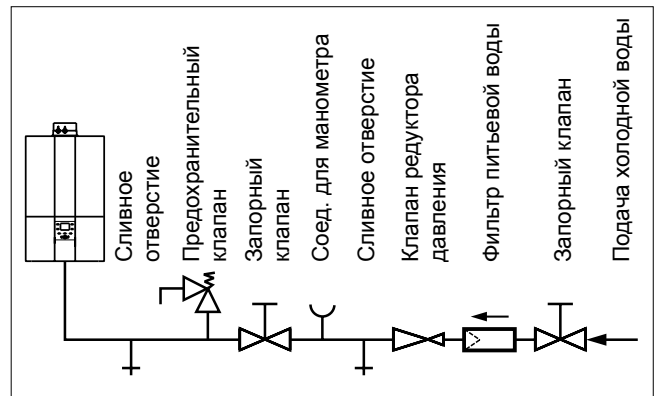 Сливное
отверстие
Предохранительный
клапан
Запорный
клапан
Соед. для манометра
Сливное отверстие
Клапан редуктора
давления
Фильтр питьевой воды
Запорный клапан
Подача холодной воды